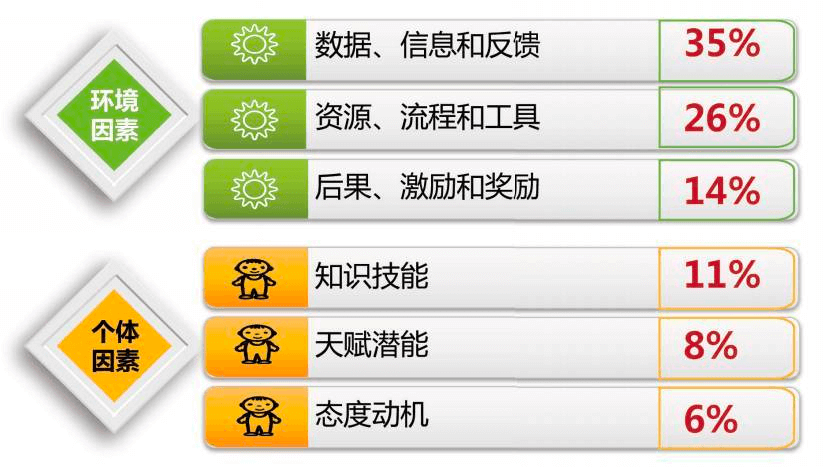 环境
因素
数据、信息和反馈 35%
资源、流程和工具 26%
后果、激励和奖励 14%
个体
因素
知识技能 11%
天赋潜能 8%
态度动机 6%